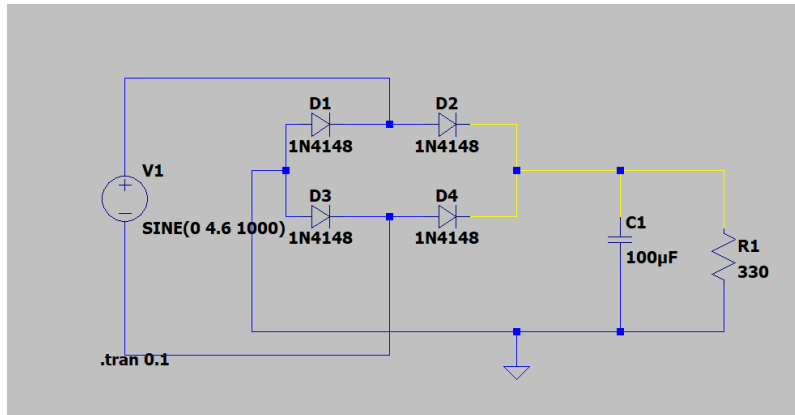 D1
D2
1N4148
1N4148
V1
D3
D4
SINE(0 4.6 1000)
1N4148
1N4148
C1
100µF
R1
330
.tran 0.1